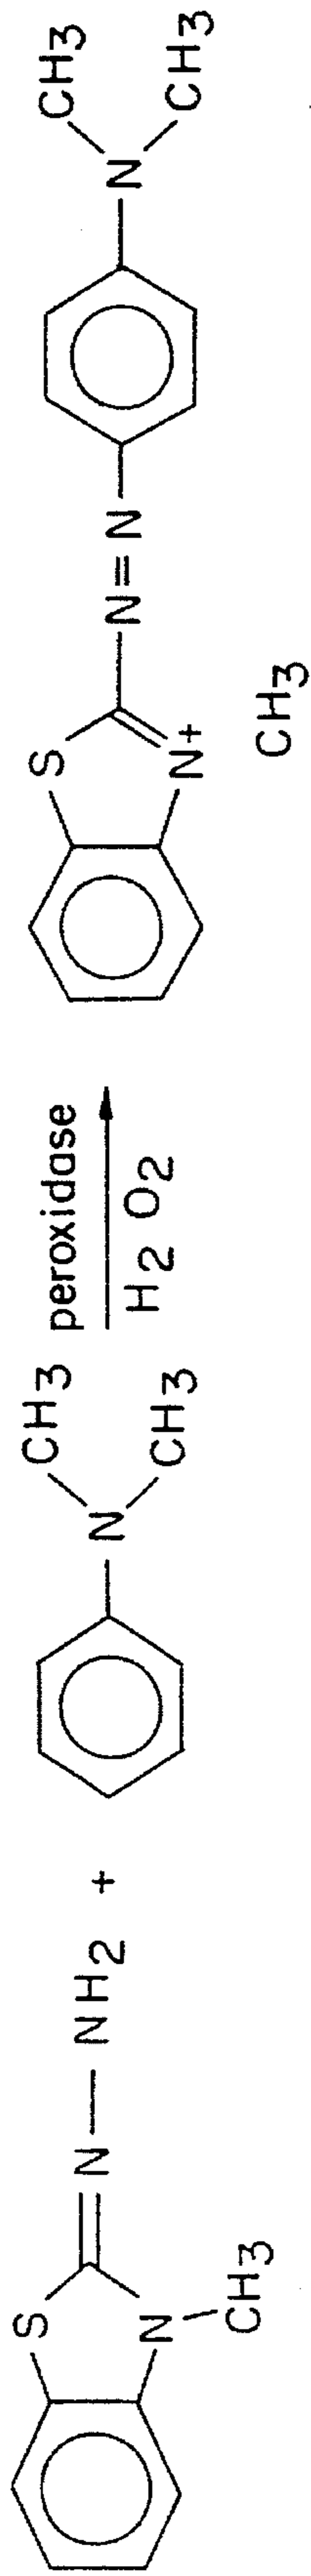 S
N
CH3
N
NH2
+
N
CH3
CH3
peroxidase
H2 O2
S
N+
CH3
N=N
N
CH3
CH3